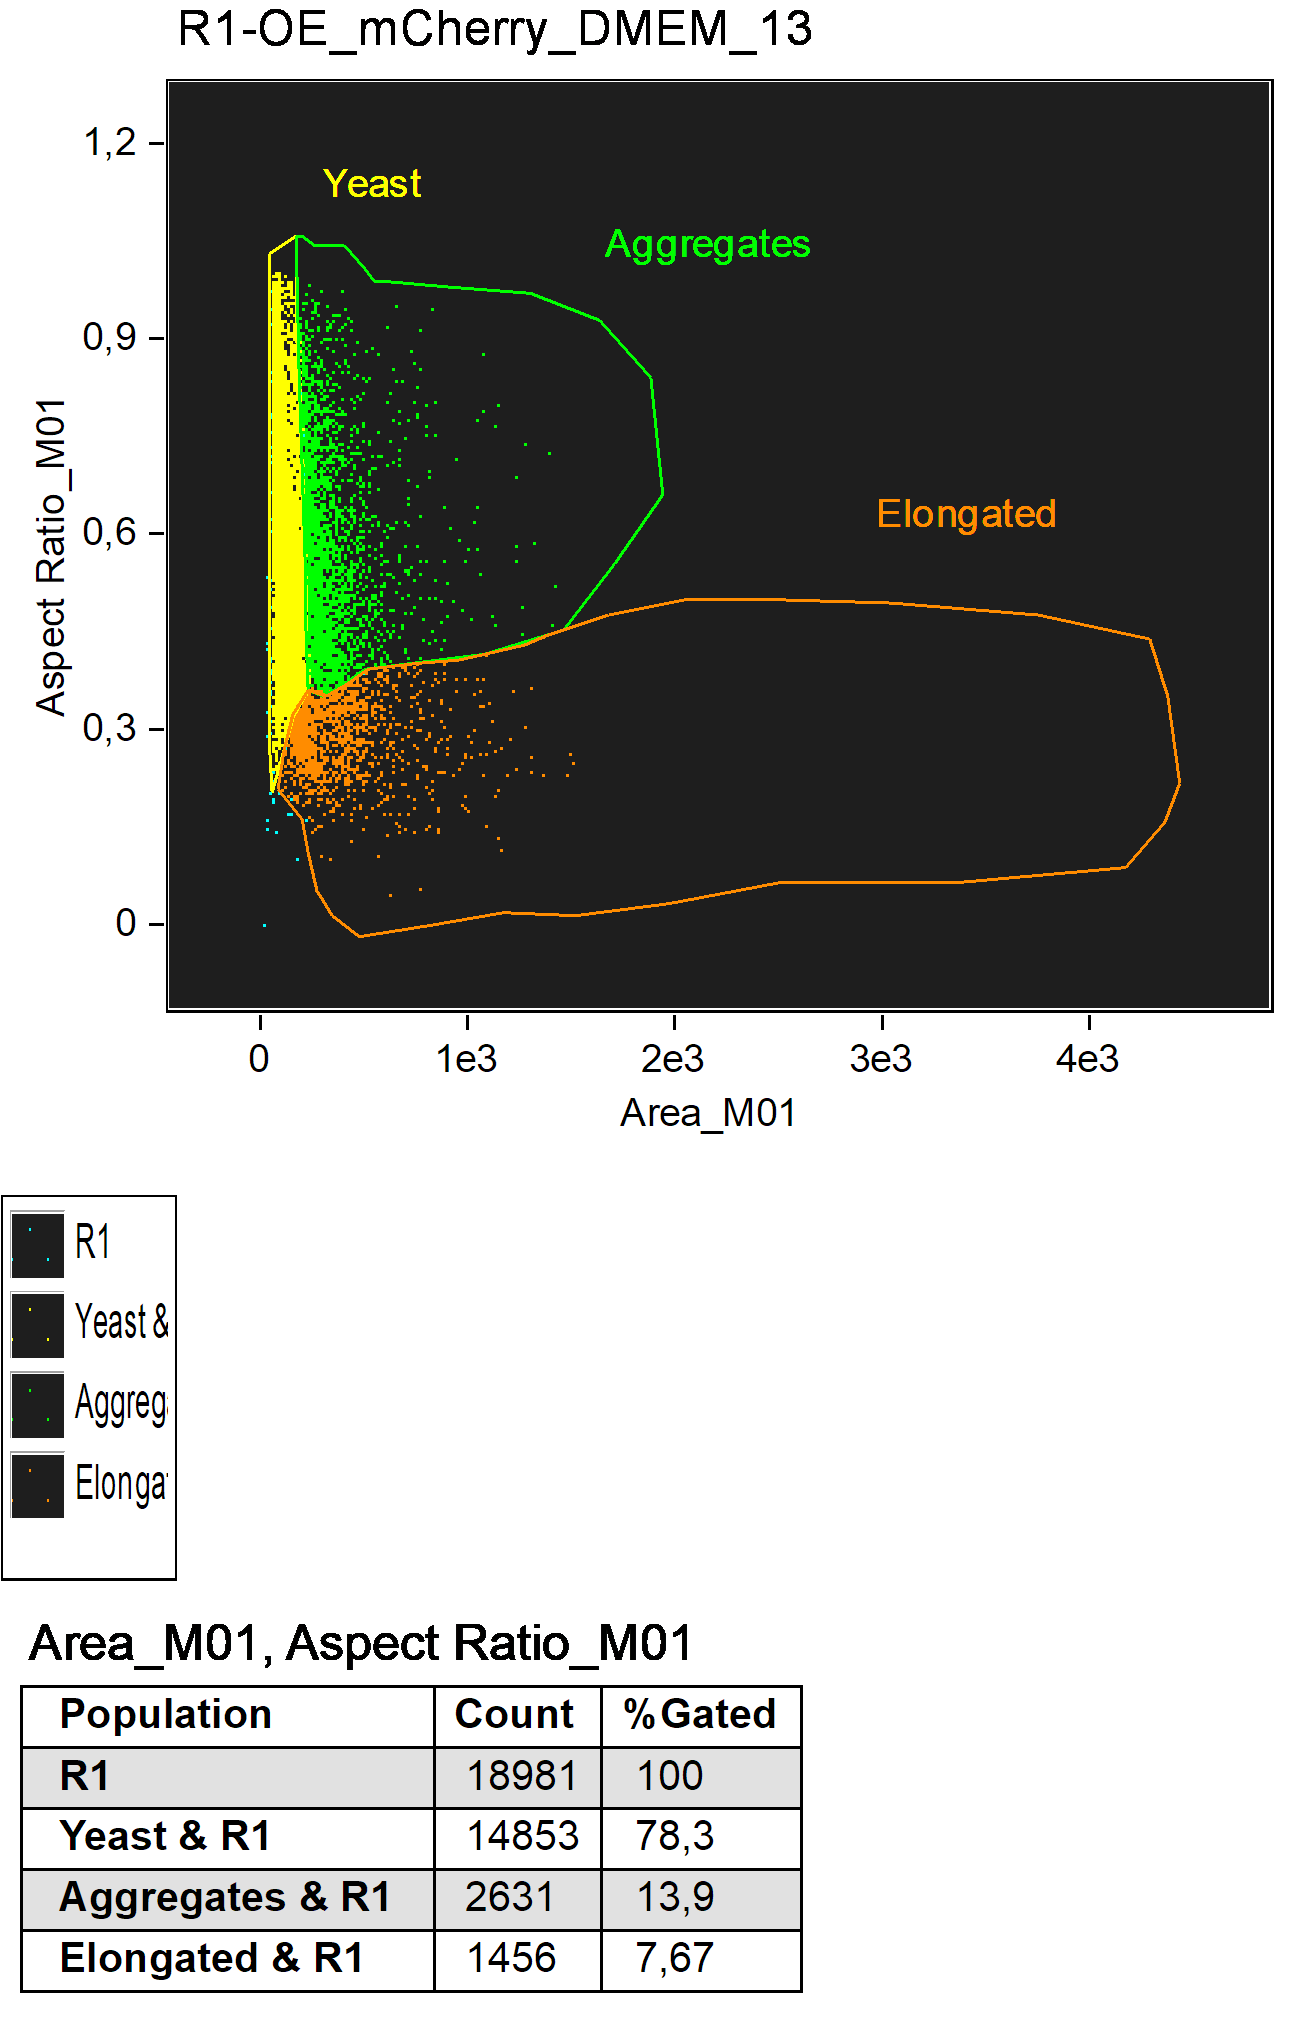 R1-OE_mCherry_DMEM_13
1,2
0,9
0,6
0,3
0
Aspect Ratio_M01
Yeast
Aggregates
Elongated
0 1e3 2e3 3e3 4e3
Area_M01
R1
Yeast &
Aggreg
Elonga
Area_M01, Aspect Ratio_M01
Population Count %Gated
R1 18981 100
Yeast & R1 14853 78,3
Aggregates & R1 2631 13,9
Elongated & R1 1456 7,67